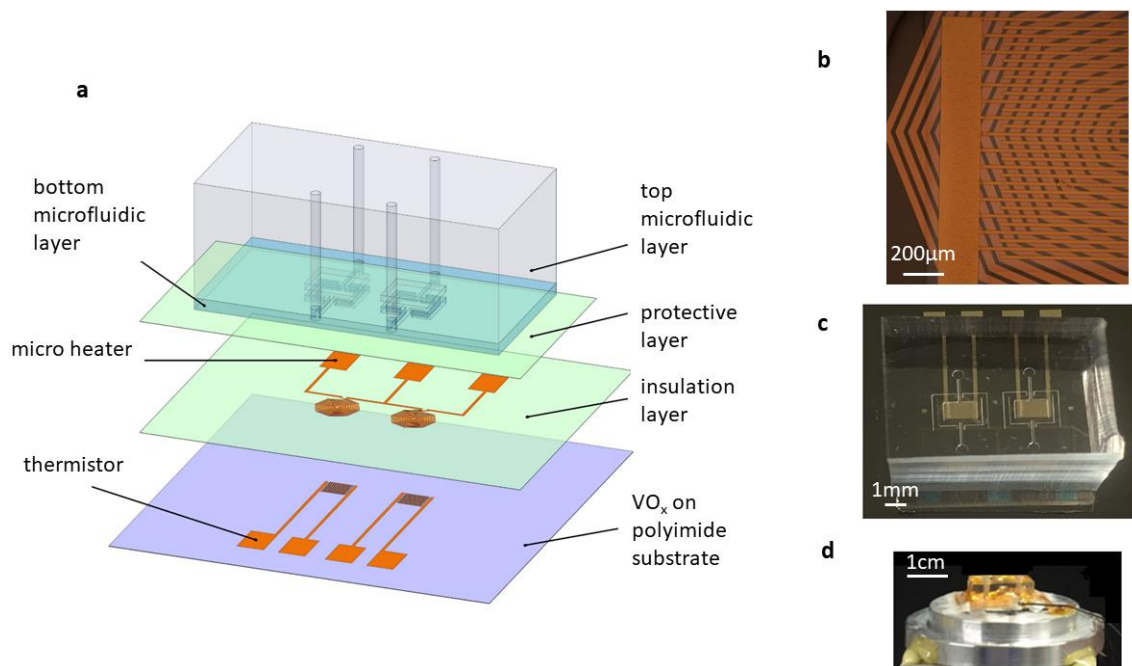 a
bottom
microfluidic
layer
micro heater
thermistor
top
microfluidic
layer
protective
layer
insulation
layer
VOx on
polyimide
substrate
b
200μm
c
1mm
d
1cm